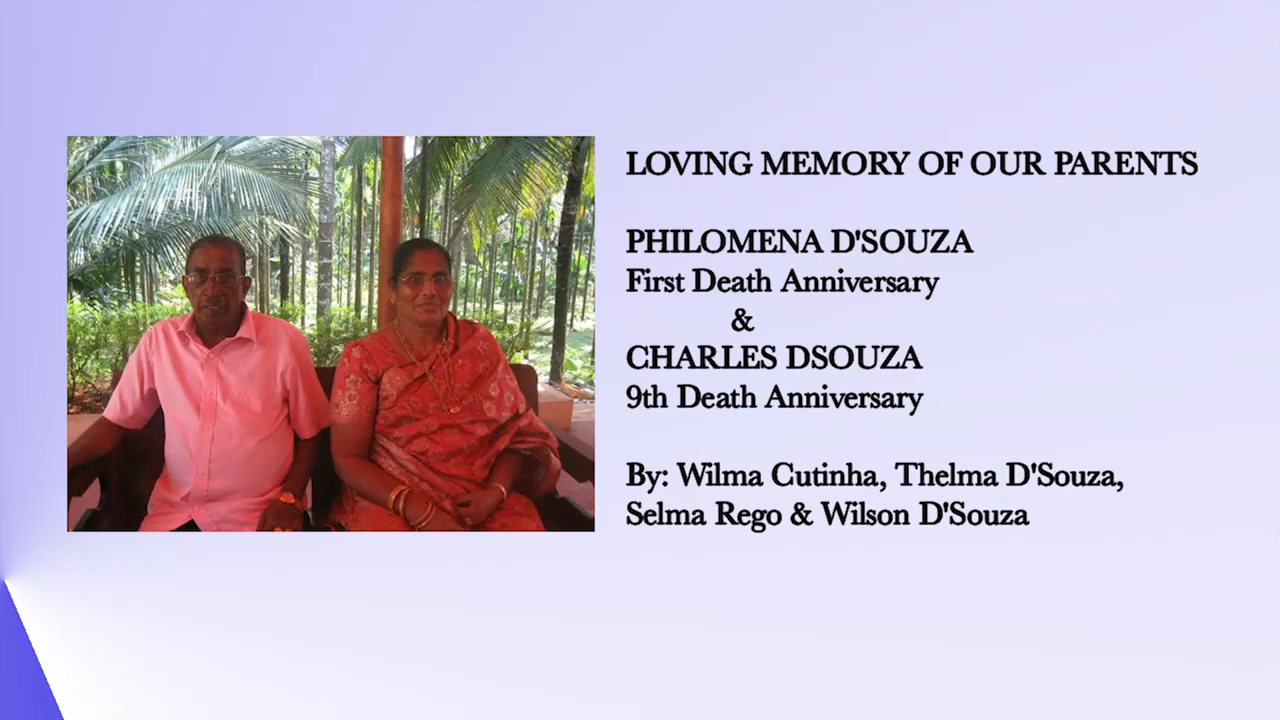 LOVING MEMORY OF OUR PARENTS
PHILOMENA D'SOUZA
First Death Anniversary
&
CHARLES DSOUZA
9th Death Anniversary
By: Wilma Cutinha, Thelma D'Souza,
Selma Rego & Wilson D'Souza